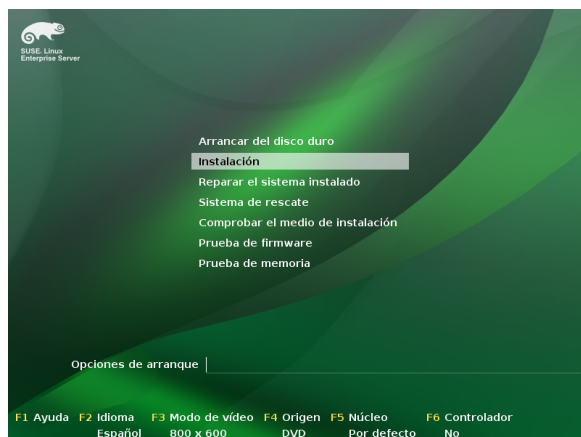 SUSE. Linux
Enterprise Server
Arrancar del disco duro
Instalación
Reparar el sistema instalado
Sistema de rescate
Comprobar el medio de instalación
Prueba de firmware
Prueba de memoria
Opciones de arranque
F1 Ayuda F2 Idioma F3 Modo de vídeo F4 Origen F5 Núcleo F6 Controlador
Español 800 x 600 DVD Por defecto No